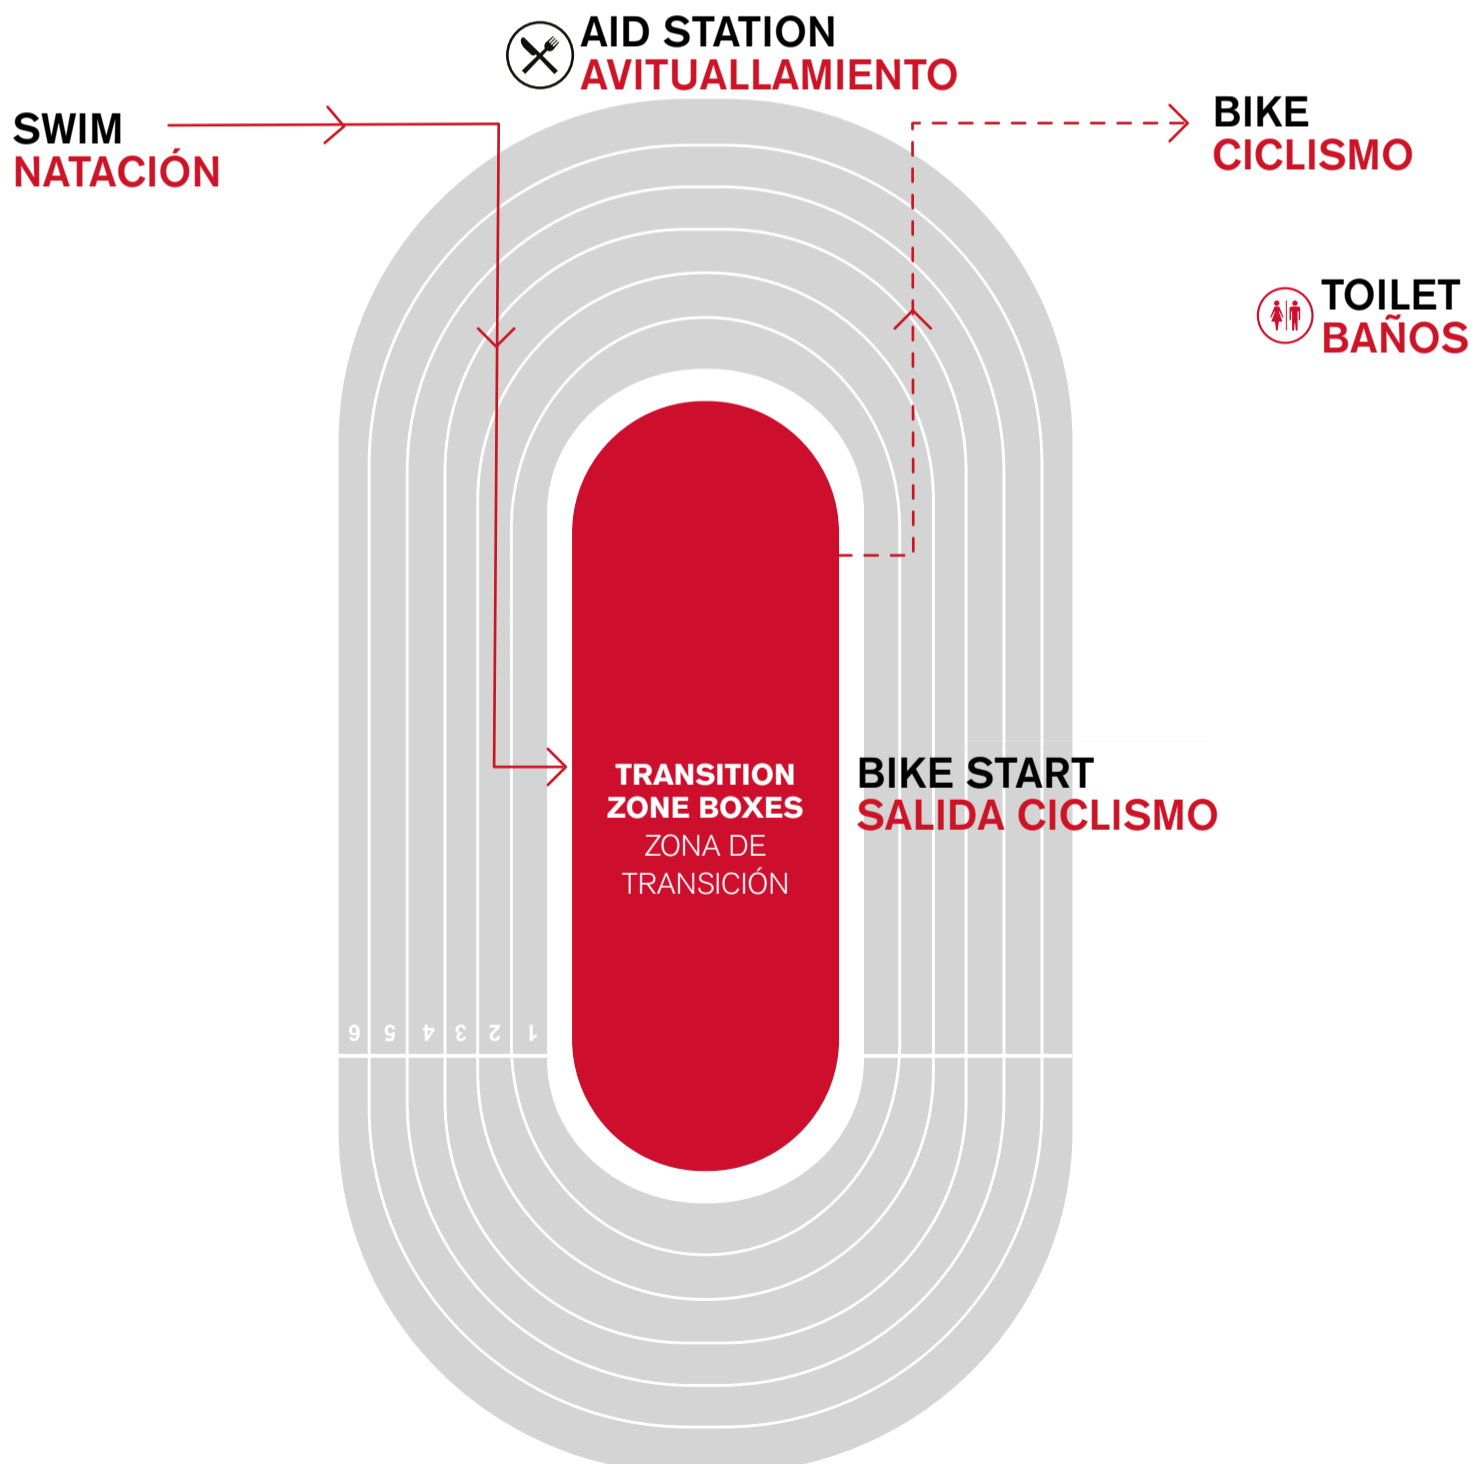 AID STATION
AVITUALLAMIENTO
SWIM
NATACIÓN
BIKE
CICLISMO
TOILET
BAÑOS
TRANSITION
ZONE BOXES
ZONA DE
TRANSICIÓN
BIKE START
SALIDA CICLISMO
6 5 4 3 2 1